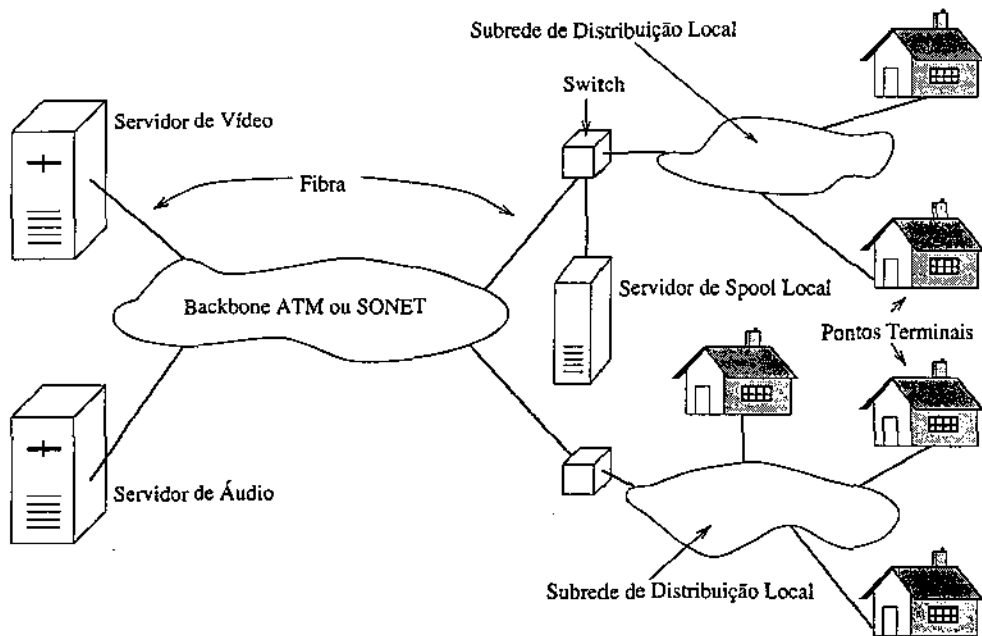 Subrede de Distribuição Local
Switch
Servidor de Vídeo
Fibra
Backbone ATM ou SONET
Servidor de Spool Local
Pontos Terminais
Servidor de Áudio
Subrede de Distribuição Local